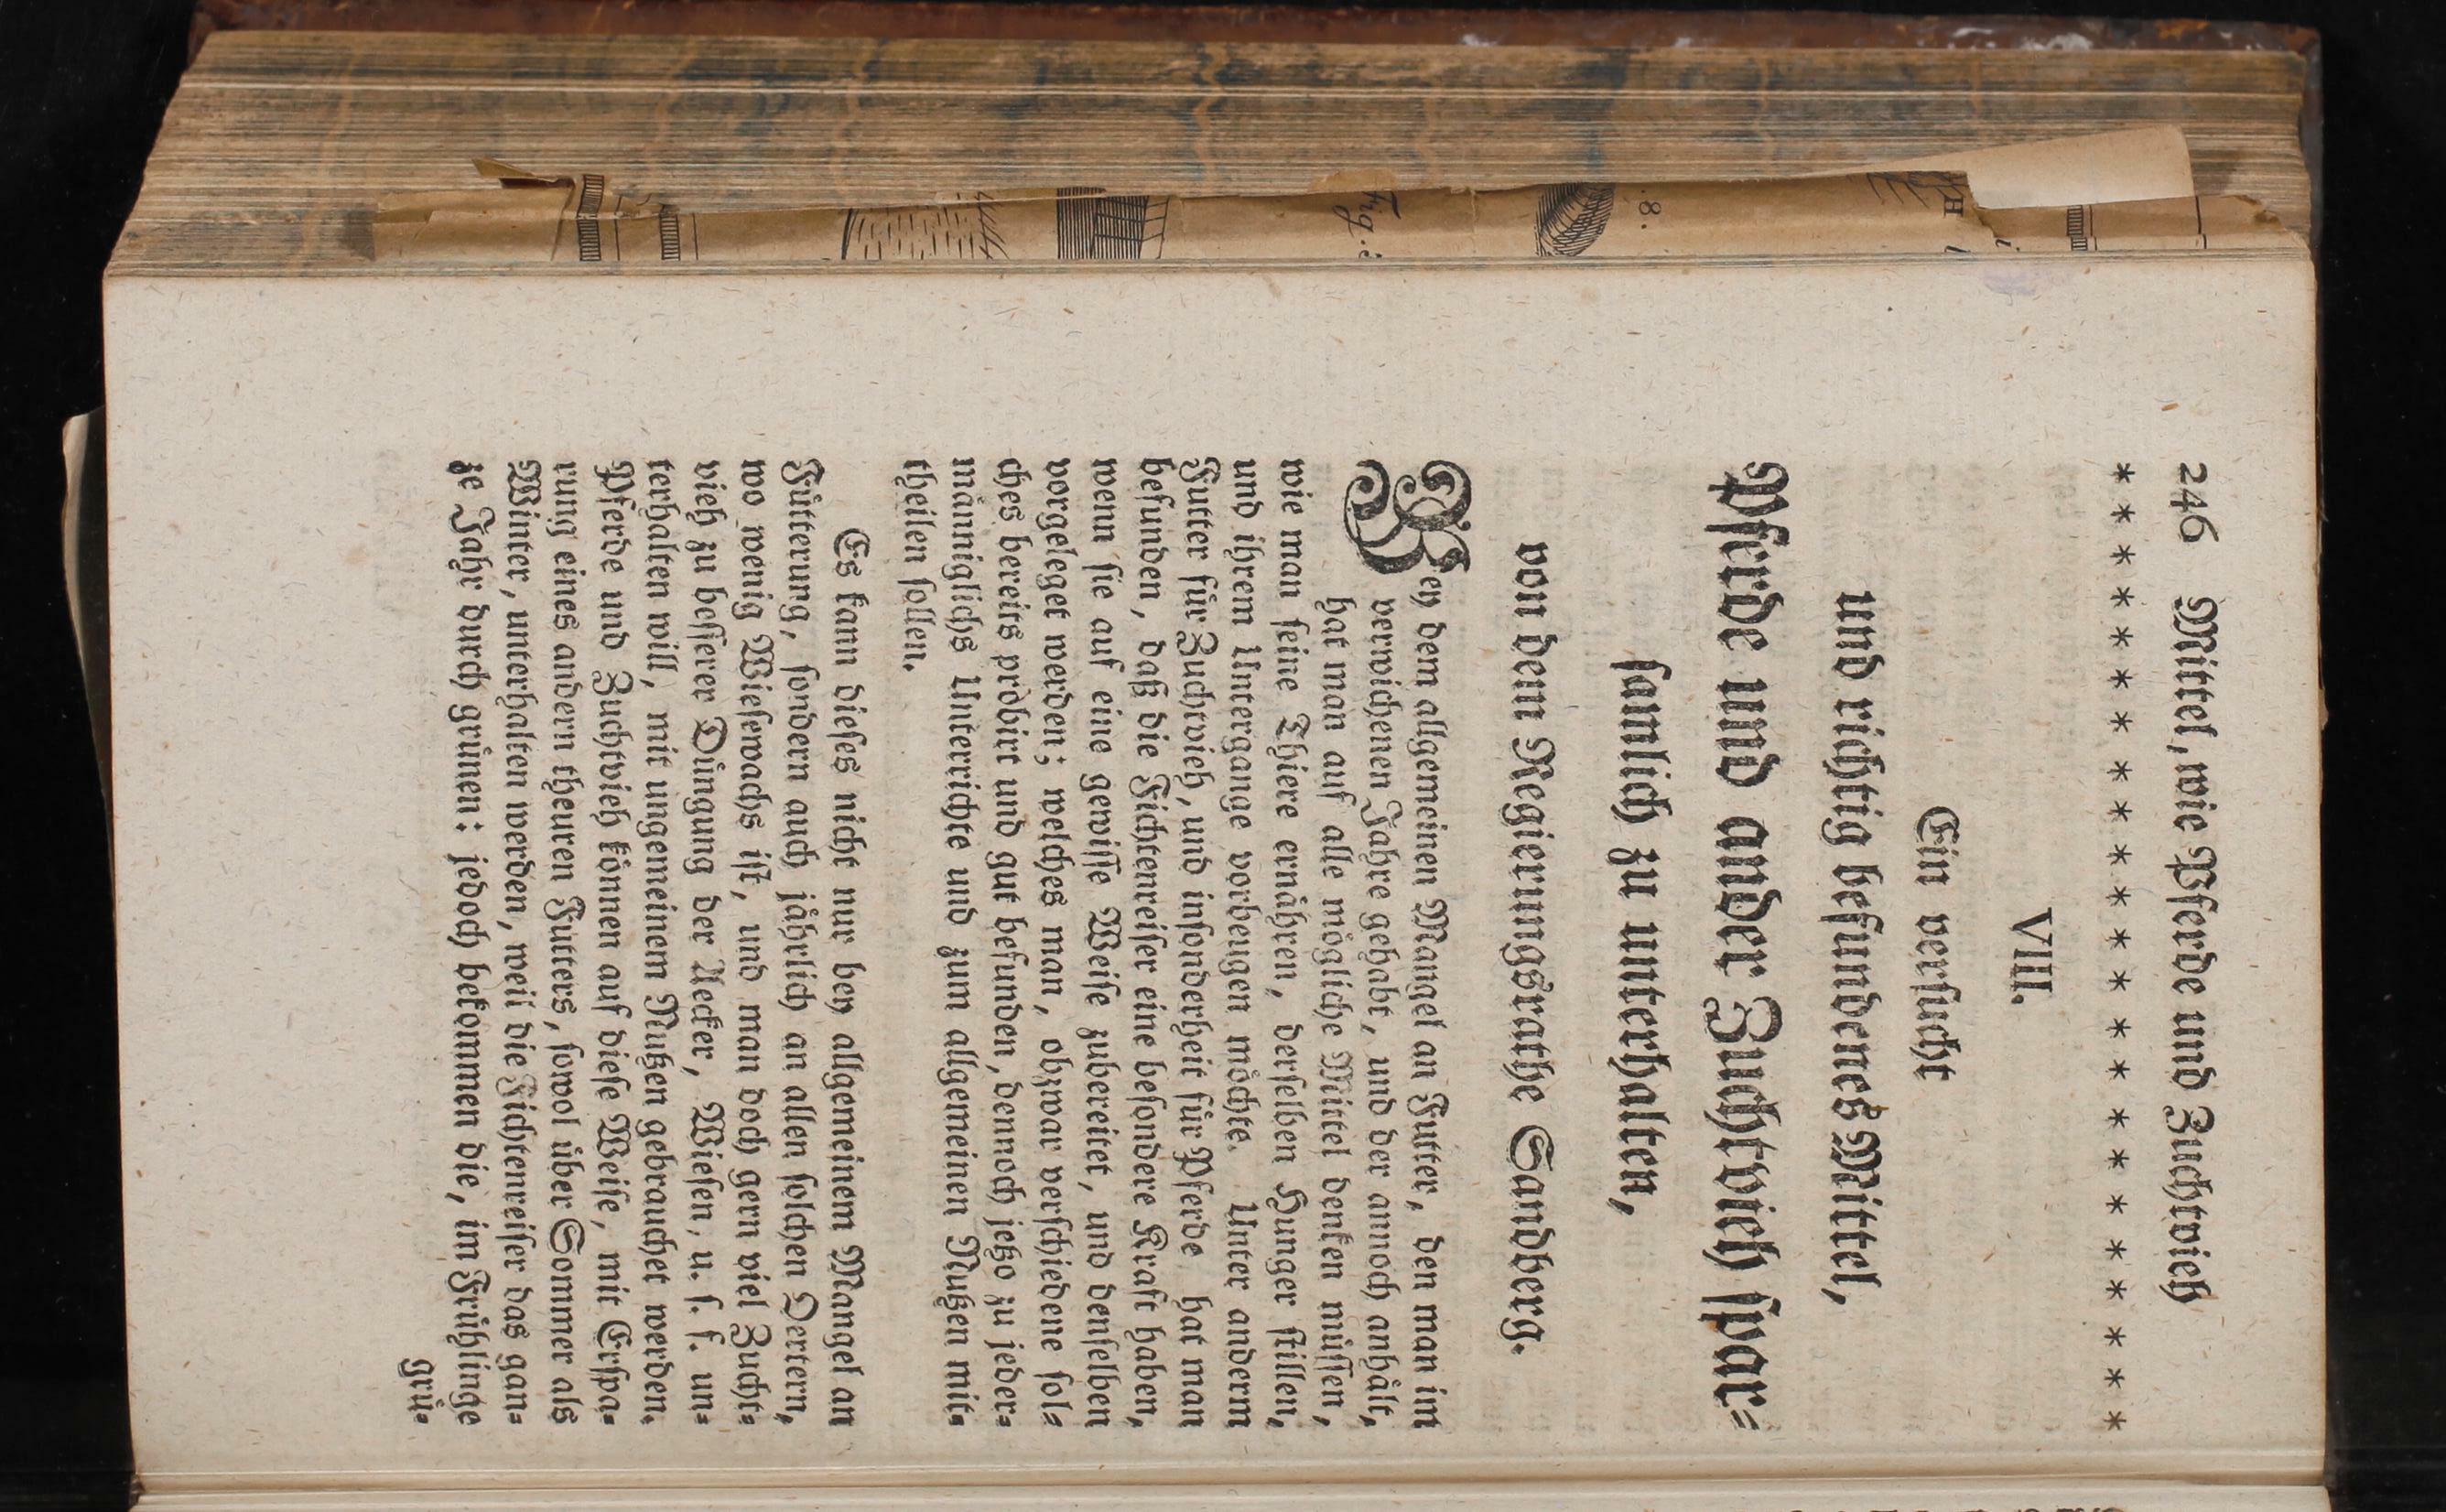 246 Mittel, wie Pferde und Zuchtvieh
* * * * * * * * * * * * * * * * * * * * * * *
VIII.
Ein versucht
und richtig befundenes Mittel,
Pferde und ander Zuchtvieh spar-
samlich zu unterhalten,
von dem Regierungsrathe Sandberg.
Bey dem allgemeinen Mangel an Futter, den man im
verwichenen Jahre gehabt, und der annoch anhält,
hat man auf alle mögliche Mittel denken müssen,
wie man seine Thiere ernähren, derselben Hunger stillen,
und ihrem Untergange vorbeugen möchte. Unter anderm
Futter für Zuchtvieh, und insonderheit für Pferde hat man
befunden, daß die Fichtenreiser eine besondere Kraft haben,
wenn sie auf eine gewisse Weise zubereitet, und denselben
vorgeleget werden; welches man, obzwar verschiedene sol-
ches bereits probirt und gut befunden, dennoch jetzo zu jeder-
männiglichs Unterrichte und zum allgemeinen Nutzen mit-
theilen sollen.
Es kann dieses nicht nur bey allgemeinem Mangel an
Fütterung, sondern auch jährlich an allen solchen Oertern,
wo wenig Wiesewachs ist, und man doch gern viel Zucht-
vieh zu besserer Düngung der Aecker, Wiesen, u. s. f. un-
terhalten will, mit ungemeinem Nutzen gebrauchet werden.
Pferde und Zuchtvieh können auf diese Weise, mit Erspa-
rung eines andern theuren Futters, sowol über Sommer als
Winter, unterhalten werden, weil die Fichtenreiser das gan-
ze Jahr durch grünen: jedoch bekommen die, im Frühlinge
grü-
Fig.
8.
H
i